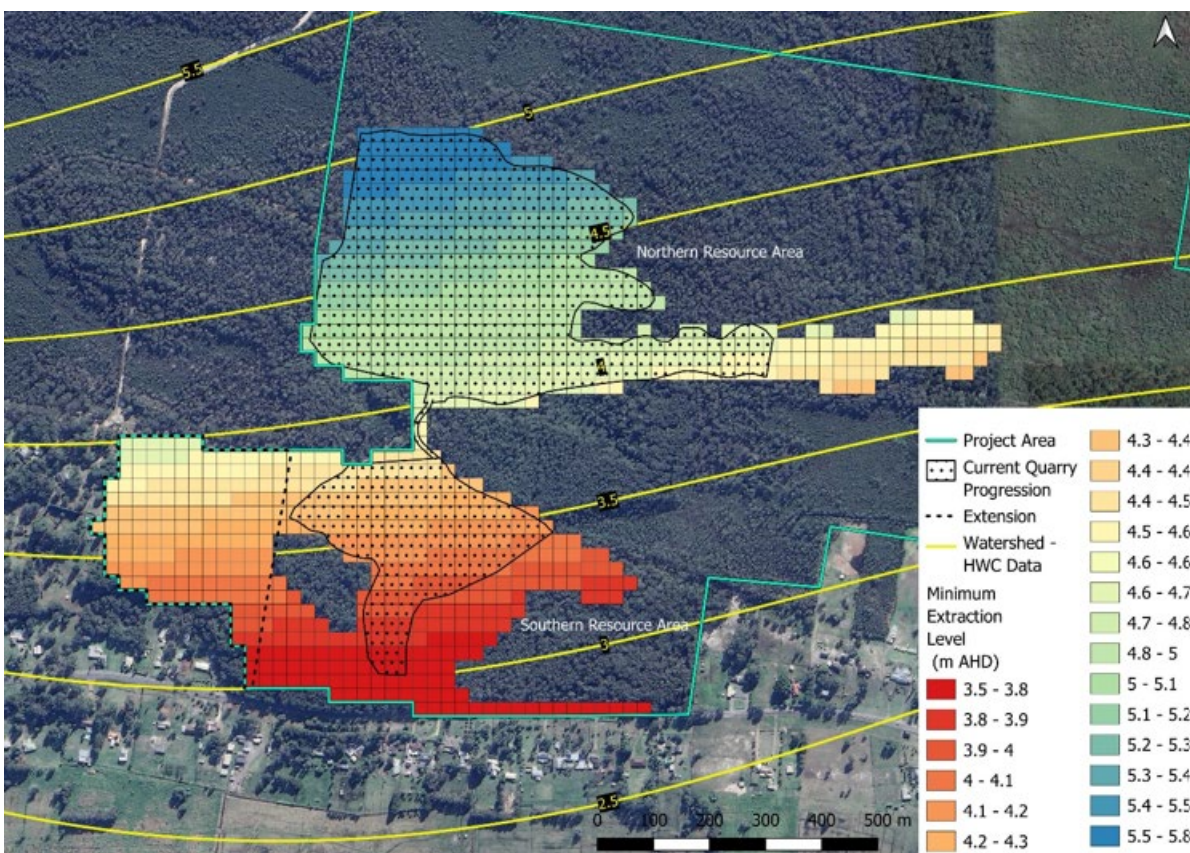 5.5
5
4.5
Northern Resource Area
4
3.5
Southern Resource Area
3
2.5
0 100 200 300 400 500 m
Project Area
Current Quarry
Progression
Extension
Watershed -
HWC Data
Minimum
Extraction
Level
(m AHD)
3.5 - 3.8
3.8 - 3.9
3.9 - 4
4 - 4.1
4.1 - 4.2
4.2 - 4.3
4.3 - 4.4
4.4 - 4.4
4.4 - 4.5
4.5 - 4.6
4.6 - 4.6
4.6 - 4.7
4.7 - 4.8
4.8 - 5
5 - 5.1
5.1 - 5.2
5.2 - 5.3
5.3 - 5.4
5.4 - 5.5
5.5 - 5.8